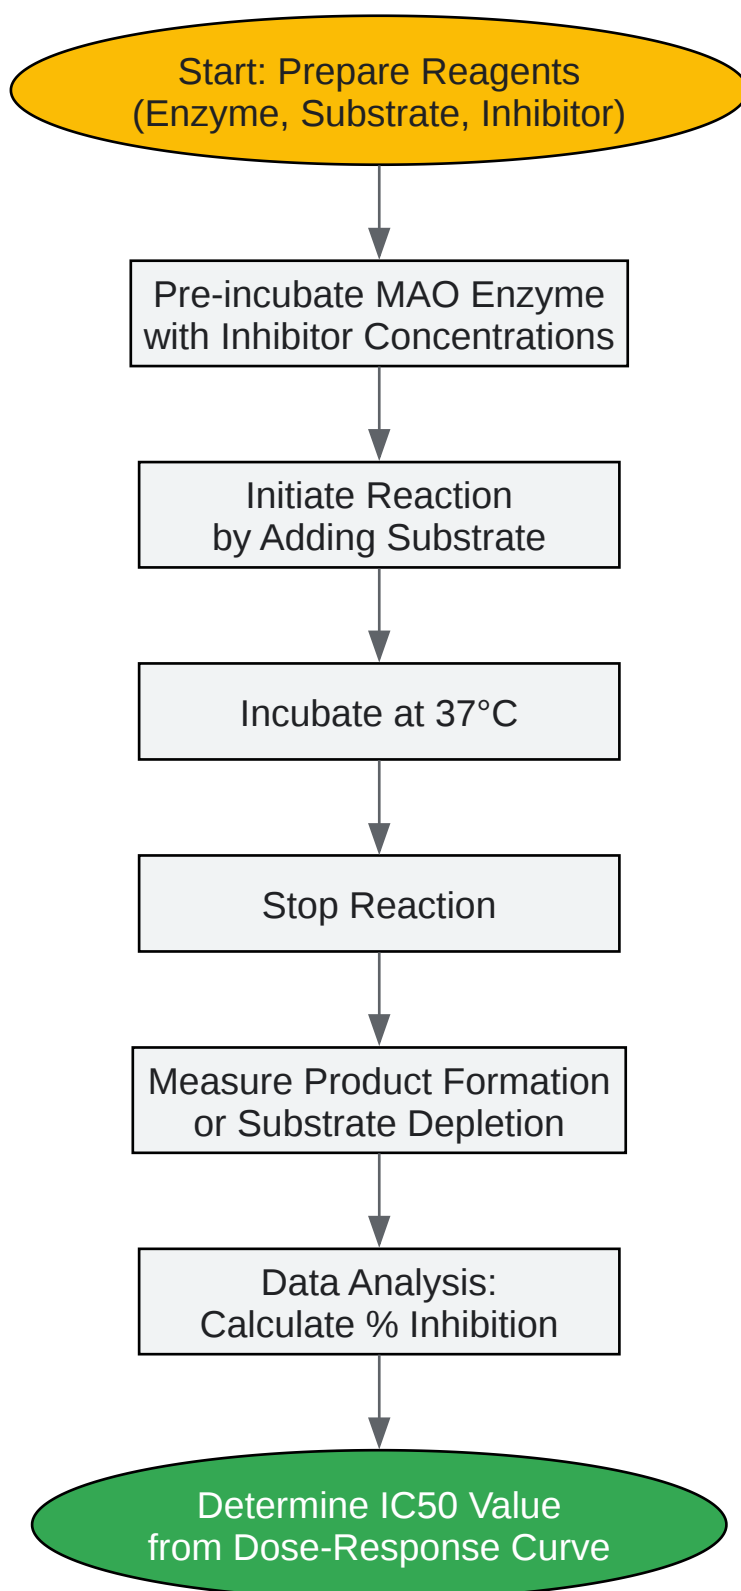 Start: Prepare Reagents
(Enzyme, Substrate, Inhibitor)
Pre-incubate MAO Enzyme
with Inhibitor Concentrations
Initiate Reaction
by Adding Substrate
Incubate at 37°C
Stop Reaction
Measure Product Formation
or Substrate Depletion
Data Analysis:
Calculate % Inhibition
Determine IC50 Value
from Dose-Response Curve